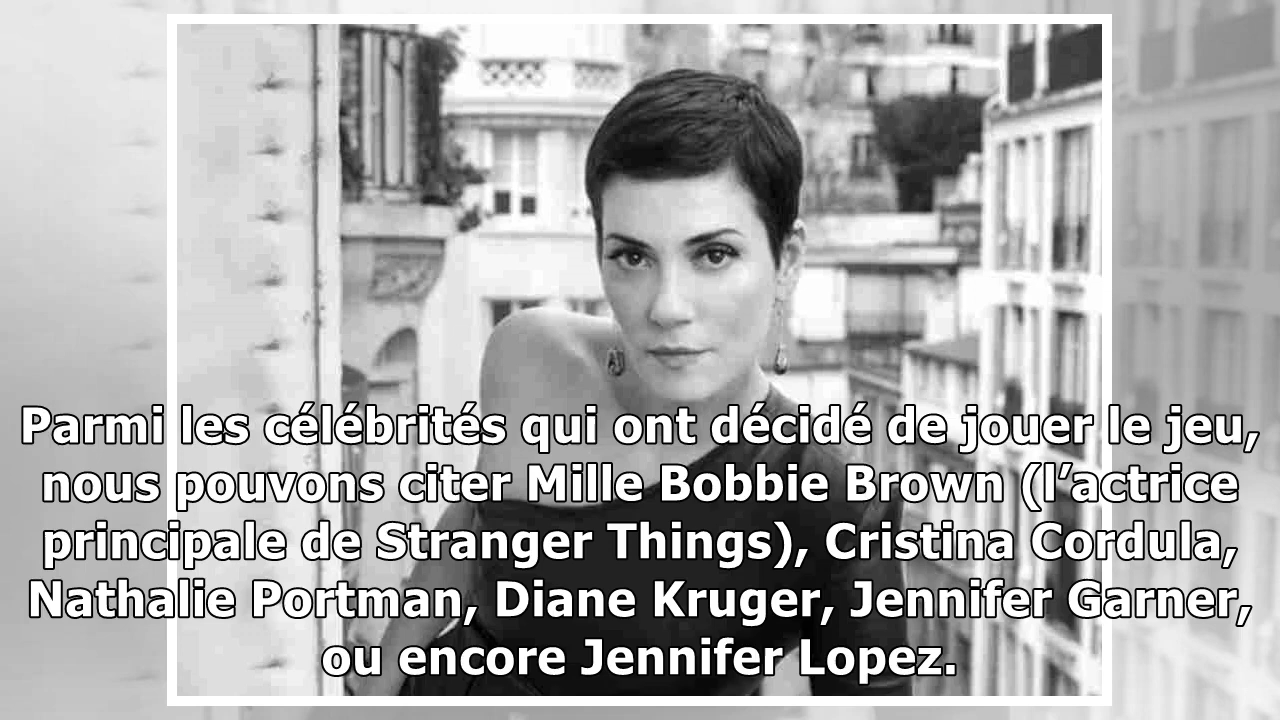 Parmi les célébrités qui ont décidé de jouer le jeu,
nous pouvons citer Mille Bobbie Brown (l’actrice
principale de Stranger Things), Cristina Cordula,
Nathalie Portman, Diane Kruger, Jennifer Garner,
ou encore Jennifer Lopez.